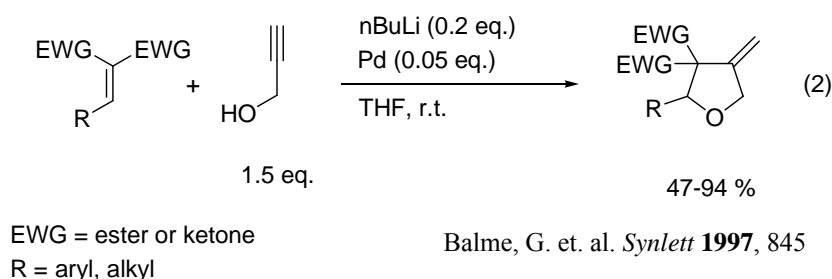 EWG EWG
R
+
HO
1.5 eq.
nBuLi (0.2 eq.)
Pd (0.05 eq.)
THF, r.t.
EWG
EWG
R
O
(2)
47-94 %
EWG = ester or ketone
R = aryl, alkyl
Balme, G. et. al. Synlett 1997, 845